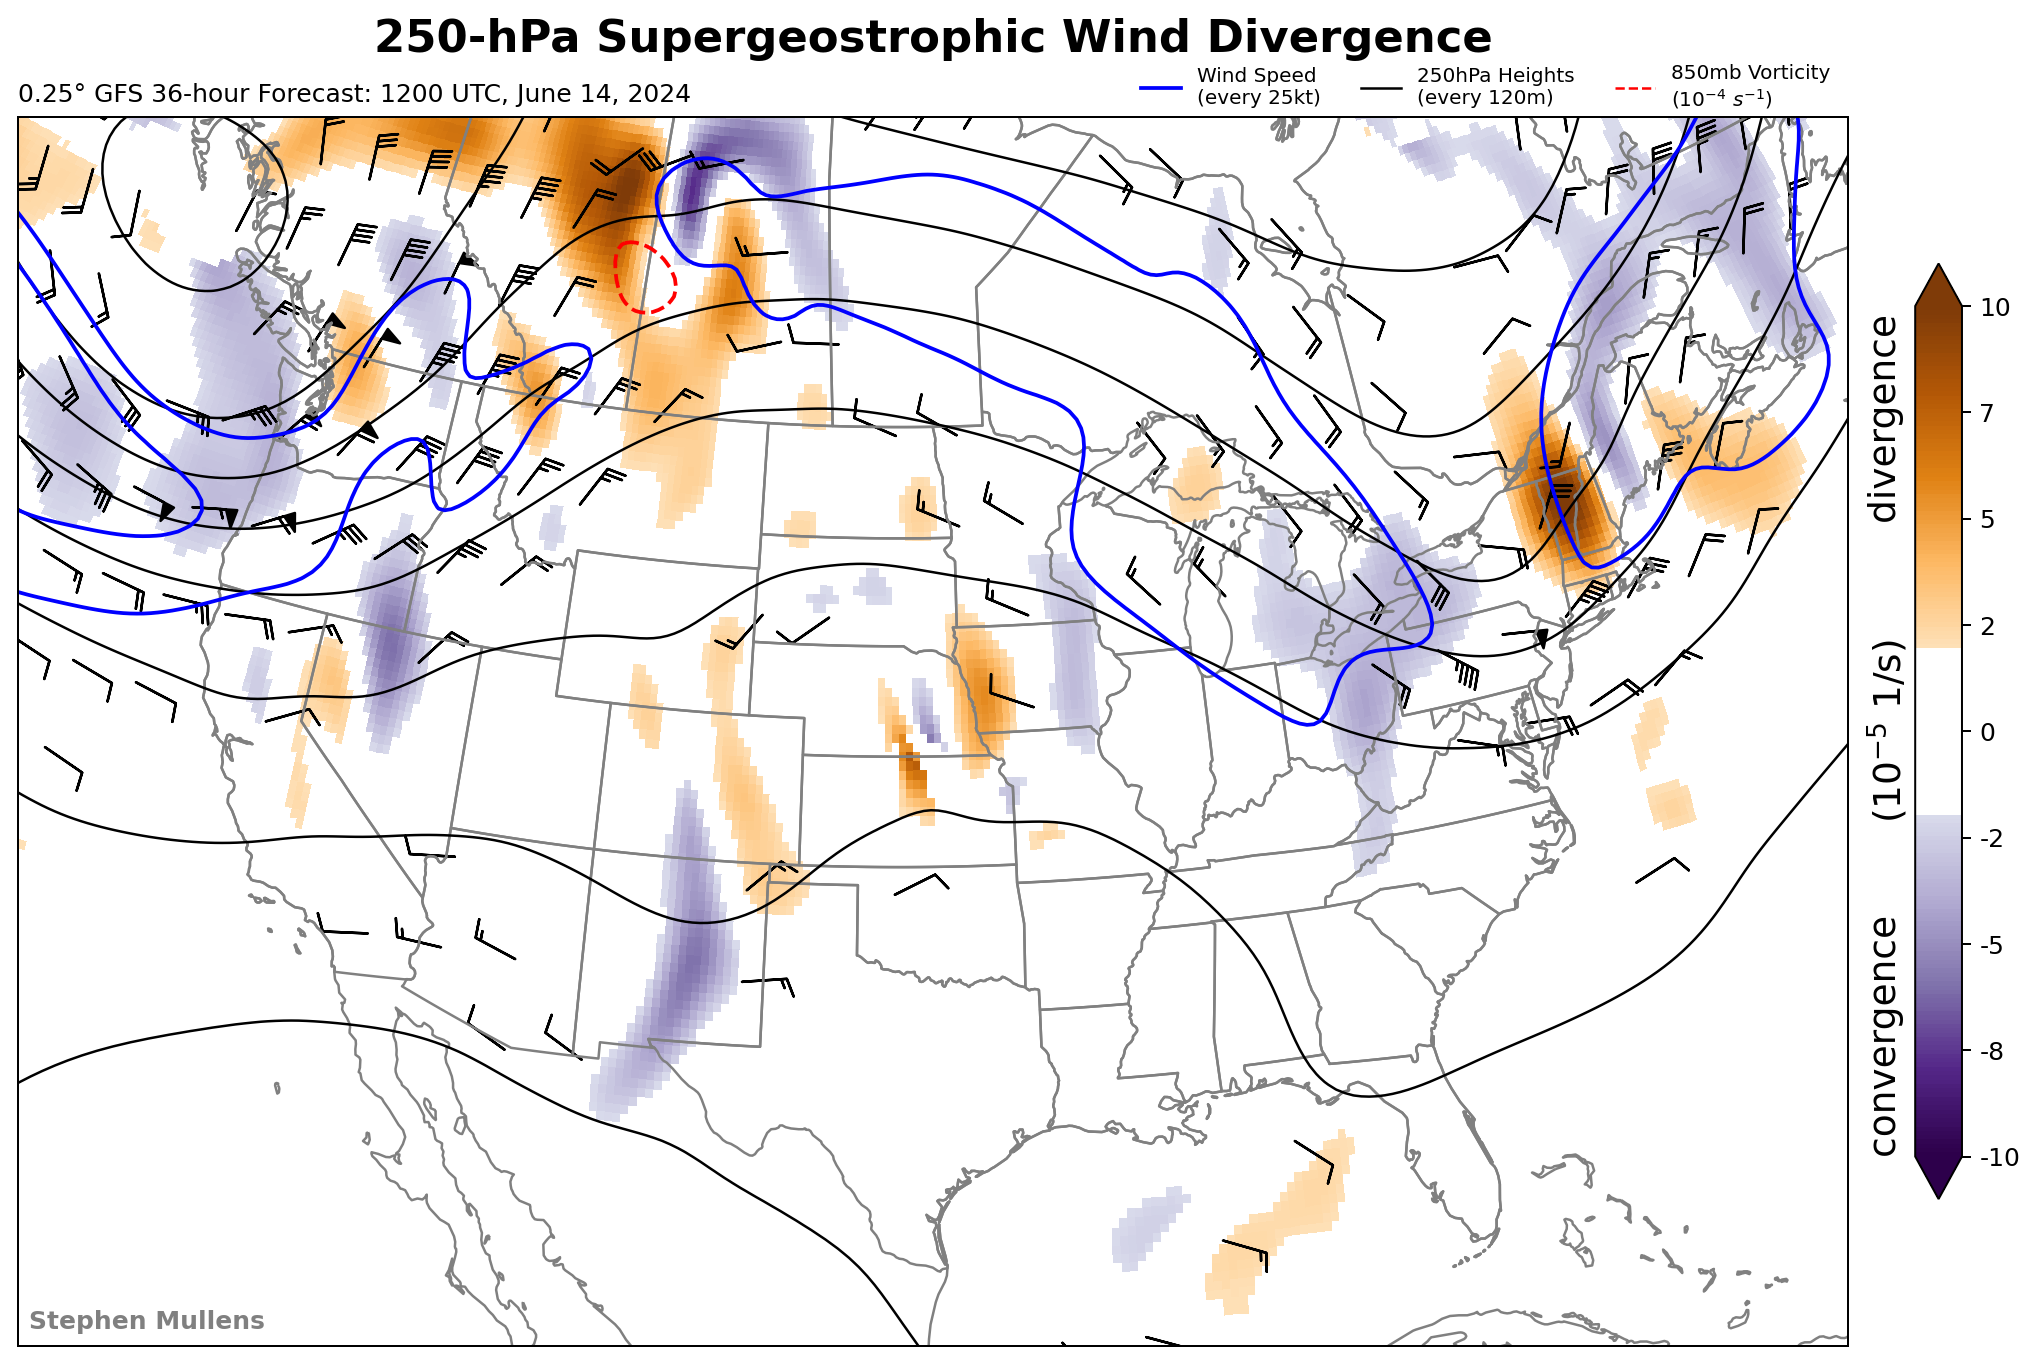 250-hPa Supergeostrophic Wind Divergence
0.25° GFS 36-hour Forecast: 1200 UTC, June 14, 2024
Wind Speed
(every 25kt)
250hPa Heights
(every 120m)
850mb Vorticity
(10⁻⁴ s⁻¹)
10
7
5
2
0
-2
-5
-8
-10
convergence (10⁻⁵ 1/s) divergence
Stephen Mullens